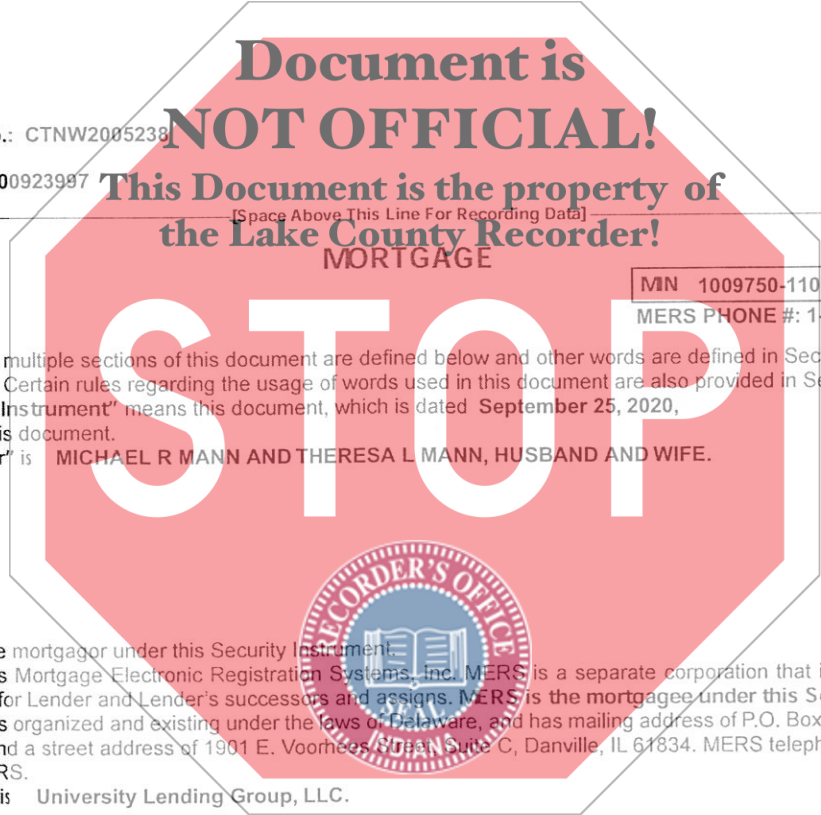 Document is
NOT OFFICIAL!
.: CTNW2005238
This Document is the property of
00923997
[Space Above This Line For Recording Data]
the Lake County Recorder!
MORTGAGE
MIN 1009750-110
MERS PHONE #: 1-
STOP
multiple sections of this document are defined below and other words are defined in Sec
Certain rules regarding the usage of words used in this document are also provided in Se
Instrument" means this document, which is dated September 25, 2020,
is document.
r" is MICHAEL R MANN AND THERESA L MANN, HUSBAND AND WIFE.
RECORDER'S OFFICE
SEAL
INDIANA
e mortgagor under this Security Instrument.
s Mortgage Electronic Registration Systems, Inc. MERS is a separate corporation that i
for Lender and Lender's successors and assigns. MERS is the mortgagee under this S
s organized and existing under the laws of Delaware, and has mailing address of P.O. Box
nd a street address of 1901 E. Voorhees Street, Suite C, Danville, IL 61834. MERS teleph
RS.
is University Lending Group, LLC.